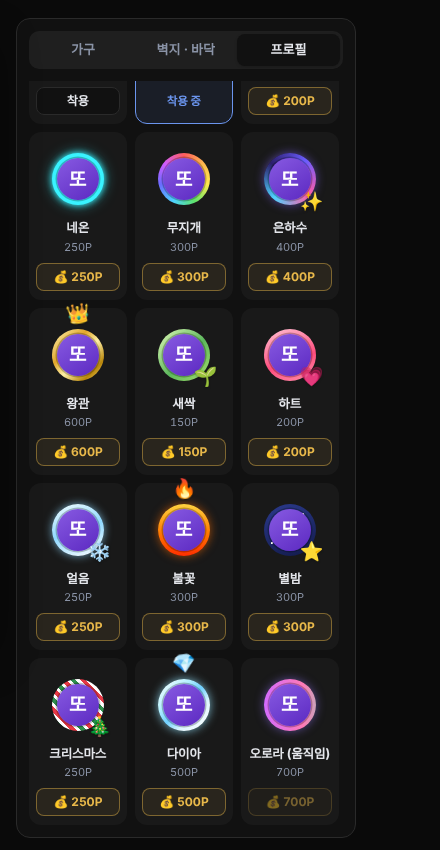 가구 벽지 · 바닥 프로필
착용 착용 중 200P
또 또 또
네온 무지개 은하수
250P 300P 400P
250P 300P 400P
또 또 또
왕관 새싹 하트
600P 150P 200P
600P 150P 200P
또 또 또
얼음 불꽃 별밤
250P 300P 300P
250P 300P 300P
또 또 또
크리스마스 다이아 오로라 (움직임)
250P 500P 700P
250P 500P 700P